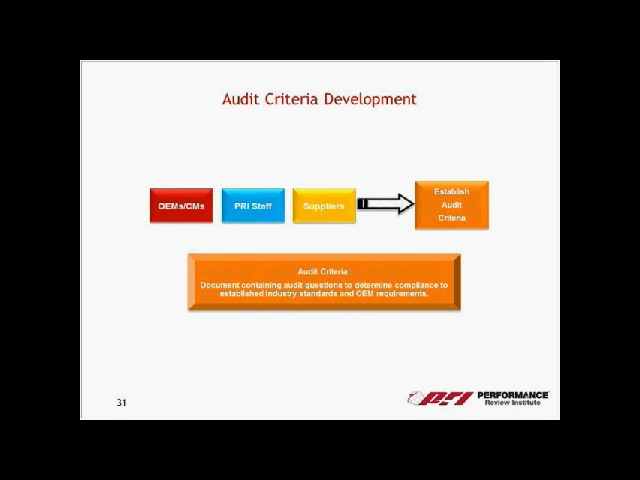 Audit Criteria Development
OEMs/CMs
PRI Staff
Suppliers
Establish
Audit
Criteria
Audit Criteria:
Document containing audit questions to determine compliance to
established industry standards and OEM requirements.
31
PRI
PERFORMANCE
Review Institute